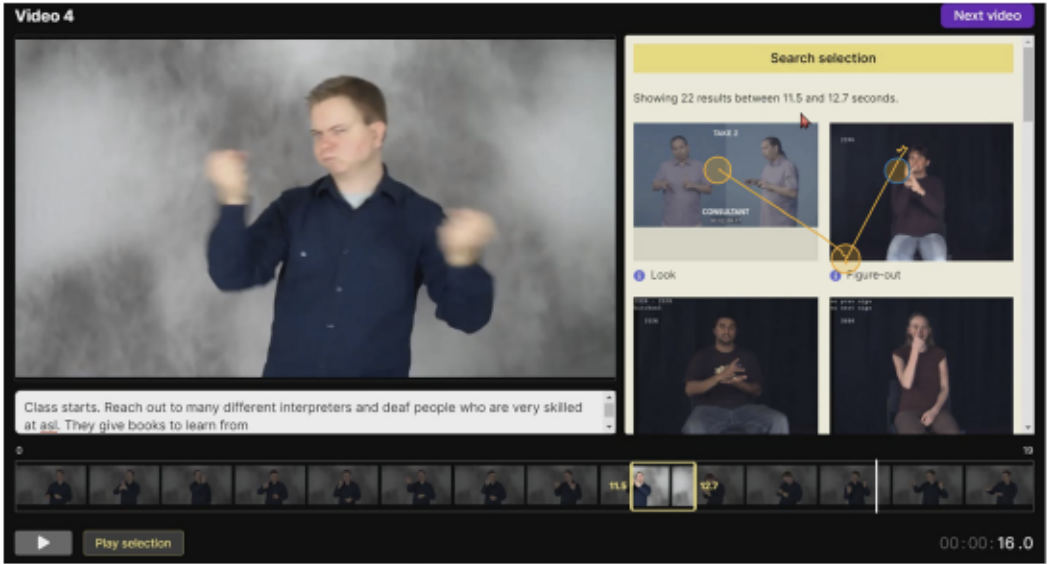 Video 4
Next video
Search selection
Showing 22 results between 11.5 and 12.7 seconds.
TAKE 2
CONSULTANT
Look
Figure-out
Class starts. Reach out to many different interpreters and deaf people who are very skilled
at asl. They give books to learn from
0
19
11.5
12.7
Play selection
00:00:16.0